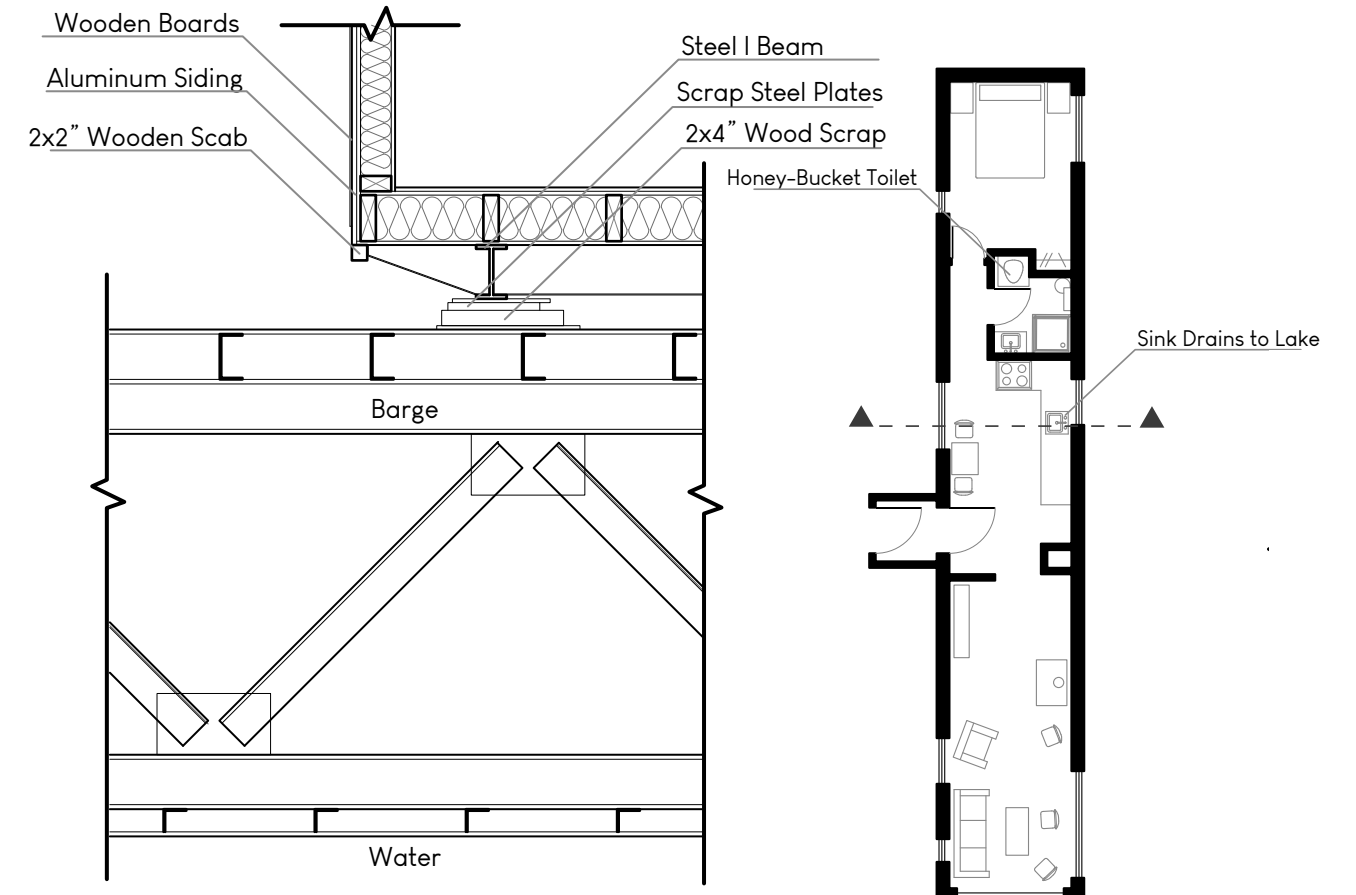 Wooden Boards
Aluminum Siding
2x2” Wooden Scab
Steel I Beam
Scrap Steel Plates
2x4” Wood Scrap
Honey-Bucket Toilet
Sink Drains to Lake
Barge
Water